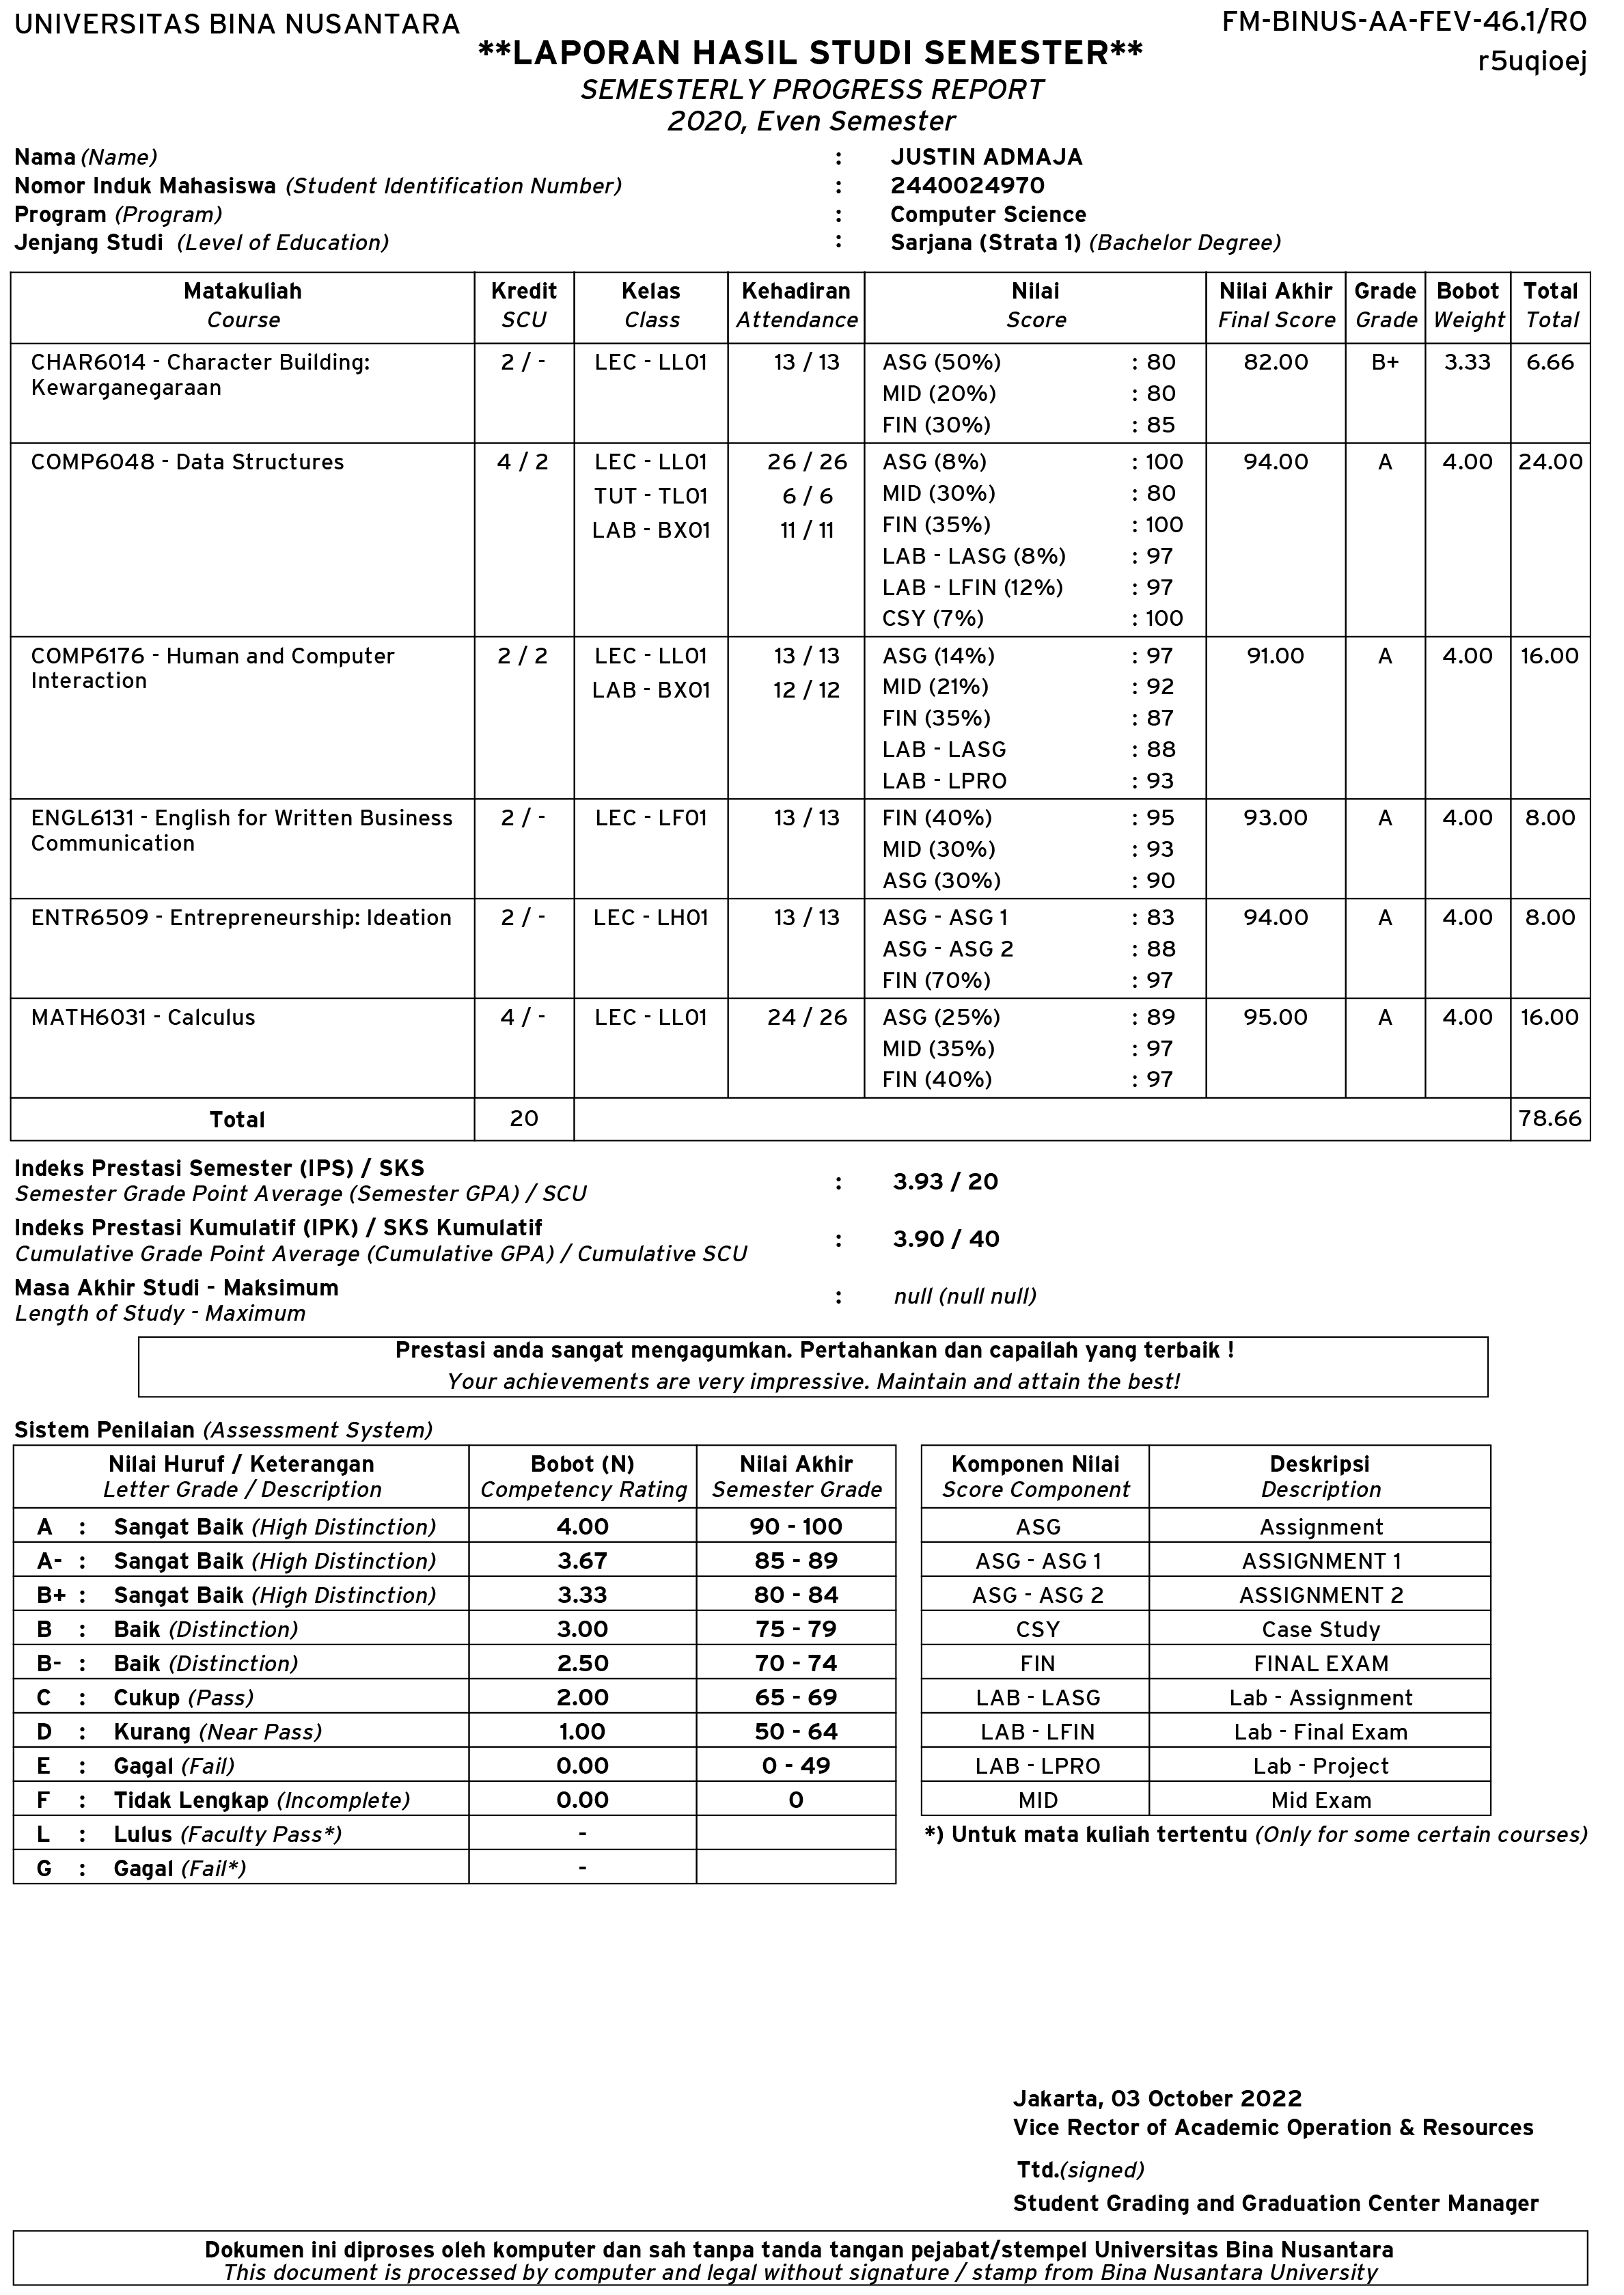 UNIVERSITAS BINA NUSANTARA
FM-BINUS-AA-FEV-46.1/R0
**LAPORAN HASIL STUDI SEMESTER**
r5uqioej
SEMESTERLY PROGRESS REPORT
2020, Even Semester
Nama (Name) : JUSTIN ADMAJA
Nomor Induk Mahasiswa (Student Identification Number) : 2440024970
Program (Program) : Computer Science
Jenjang Studi (Level of Education) : Sarjana (Strata 1) (Bachelor Degree)
Matakuliah Kredit Kelas Kehadiran Nilai Nilai Akhir Grade Bobot Total
Course SCU Class Attendance Score Final Score Grade Weight Total
CHAR6014 - Character Building: 2 / - LEC - LL01 13 / 13 ASG (50%) : 80 82.00 B+ 3.33 6.66
Kewarganegaraan MID (20%) : 80
FIN (30%) : 85
COMP6048 - Data Structures 4 / 2 LEC - LL01 26 / 26 ASG (8%) : 100 94.00 A 4.00 24.00
TUT - TL01 6 / 6 MID (30%) : 80
LAB - BX01 11 / 11 FIN (35%) : 100
LAB - LASG (8%) : 97
LAB - LFIN (12%) : 97
CSY (7%) : 100
COMP6176 - Human and Computer 2 / 2 LEC - LL01 13 / 13 ASG (14%) : 97 91.00 A 4.00 16.00
Interaction LAB - BX01 12 / 12 MID (21%) : 92
FIN (35%) : 87
LAB - LASG : 88
LAB - LPRO : 93
ENGL6131 - English for Written Business 2 / - LEC - LF01 13 / 13 FIN (40%) : 95 93.00 A 4.00 8.00
Communication MID (30%) : 93
ASG (30%) : 90
ENTR6509 - Entrepreneurship: Ideation 2 / - LEC - LH01 13 / 13 ASG - ASG 1 : 83 94.00 A 4.00 8.00
ASG - ASG 2 : 88
FIN (70%) : 97
MATH6031 - Calculus 4 / - LEC - LL01 24 / 26 ASG (25%) : 89 95.00 A 4.00 16.00
MID (35%) : 97
FIN (40%) : 97
Total 20 78.66
Indeks Prestasi Semester (IPS) / SKS
Semester Grade Point Average (Semester GPA) / SCU : 3.93 / 20
Indeks Prestasi Kumulatif (IPK) / SKS Kumulatif
Cumulative Grade Point Average (Cumulative GPA) / Cumulative SCU : 3.90 / 40
Masa Akhir Studi - Maksimum
Length of Study - Maximum : null (null null)
Prestasi anda sangat mengagumkan. Pertahankan dan capailah yang terbaik !
Your achievements are very impressive. Maintain and attain the best!
Sistem Penilaian (Assessment System)
Nilai Huruf / Keterangan Bobot (N) Nilai Akhir
Letter Grade / Description Competency Rating Semester Grade
A : Sangat Baik (High Distinction) 4.00 90 - 100
A- : Sangat Baik (High Distinction) 3.67 85 - 89
B+ : Sangat Baik (High Distinction) 3.33 80 - 84
B : Baik (Distinction) 3.00 75 - 79
B- : Baik (Distinction) 2.50 70 - 74
C : Cukup (Pass) 2.00 65 - 69
D : Kurang (Near Pass) 1.00 50 - 64
E : Gagal (Fail) 0.00 0 - 49
F : Tidak Lengkap (Incomplete) 0.00 0
L : Lulus (Faculty Pass*) -
G : Gagal (Fail*) -
Komponen Nilai Deskripsi
Score Component Description
ASG Assignment
ASG - ASG 1 ASSIGNMENT 1
ASG - ASG 2 ASSIGNMENT 2
CSY Case Study
FIN FINAL EXAM
LAB - LASG Lab - Assignment
LAB - LFIN Lab - Final Exam
LAB - LPRO Lab - Project
MID Mid Exam
*) Untuk mata kuliah tertentu (Only for some certain courses)
Jakarta, 03 October 2022
Vice Rector of Academic Operation & Resources
Ttd.(signed)
Student Grading and Graduation Center Manager
Dokumen ini diproses oleh komputer dan sah tanpa tanda tangan pejabat/stempel Universitas Bina Nusantara
This document is processed by computer and legal without signature / stamp from Bina Nusantara University